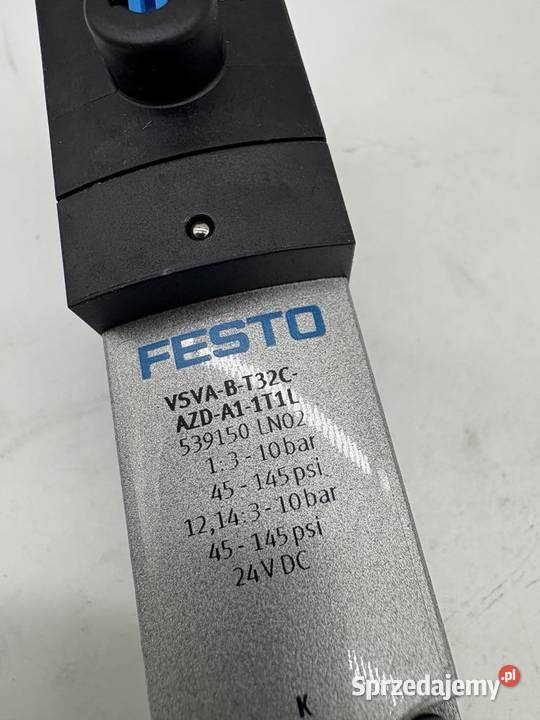 FESTO
VSVA-B-T32C-
AZD-A1-1T1L
539150 LN02
1: 3 - 10 bar
45 - 145 psi
12,14: 3 - 10 bar
45 - 145 psi
24V DC
K
Sprzedajemy.pl